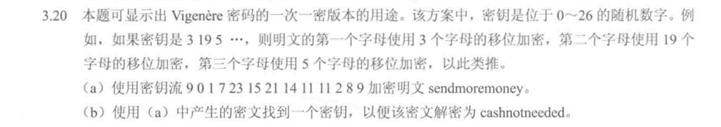 3.20 本题可显示出 Vigenère 密码的一次一密版本的用途。该方案中，密钥是位于 0～26 的随机数字。例
如，如果密钥是 3 19 5 …，则明文的第一个字母使用 3 个字母的移位加密，第二个字母使用 19 个
字母的移位加密，第三个字母使用 5 个字母的移位加密，以此类推。
（a）使用密钥流 9 0 1 7 23 15 21 14 11 11 2 8 9 加密明文 sendmoremoney。
（b）使用（a）中产生的密文找到一个密钥，以便该密文解密为 cashnotneeded。